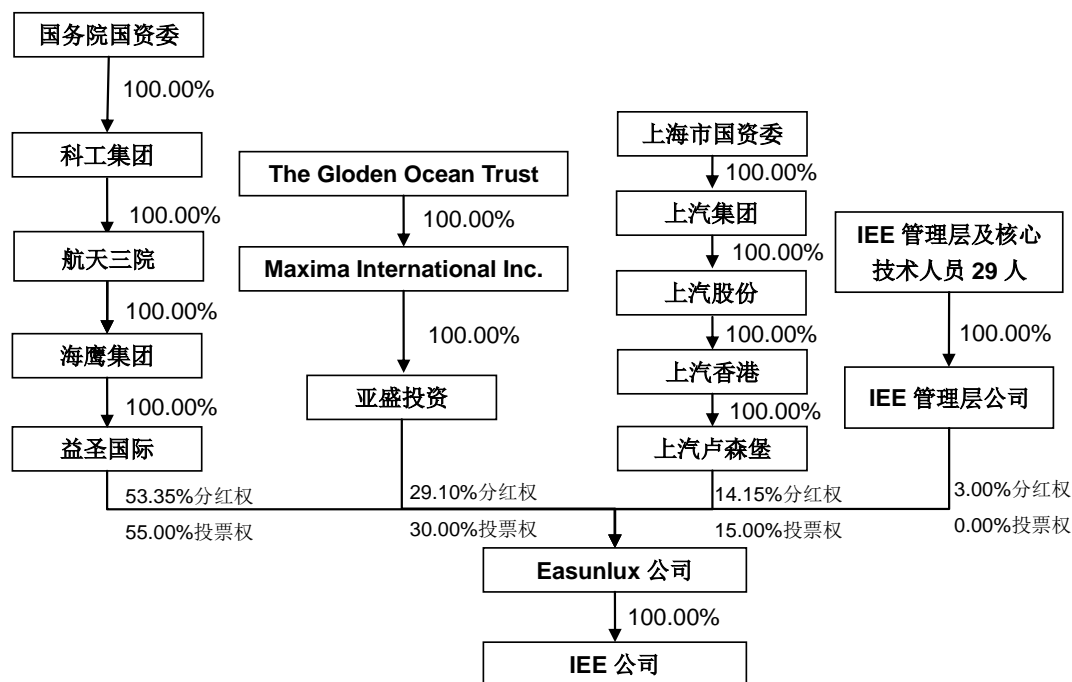 国务院国资委
100.00%
科工集团
100.00%
航天三院
100.00%
海鹰集团
100.00%
益圣国际
53.35%分红权
55.00%投票权
The Gloden Ocean Trust
100.00%
Maxima International Inc.
100.00%
亚盛投资
29.10%分红权
30.00%投票权
上海市国资委
100.00%
上汽集团
100.00%
上汽股份
100.00%
上汽香港
100.00%
上汽卢森堡
14.15%分红权
15.00%投票权
IEE 管理层及核心
技术人员 29 人
100.00%
IEE 管理层公司
3.00%分红权
0.00%投票权
Easunlux 公司
100.00%
IEE 公司